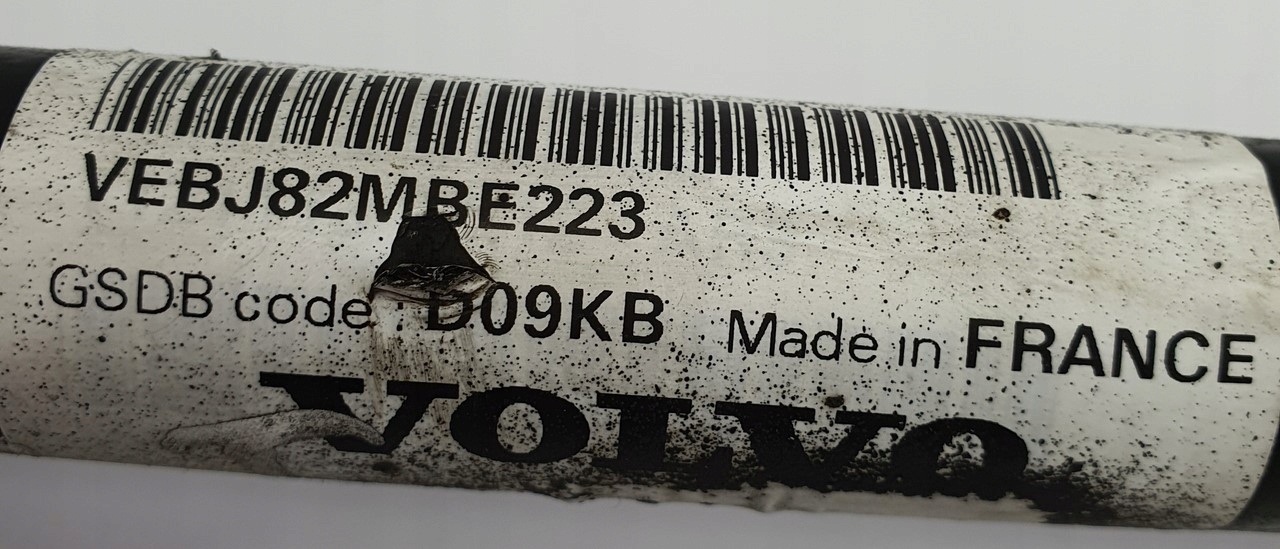 VEBJ82MBE223
GSDB code : D09KB Made in FRANCE
VOLVO